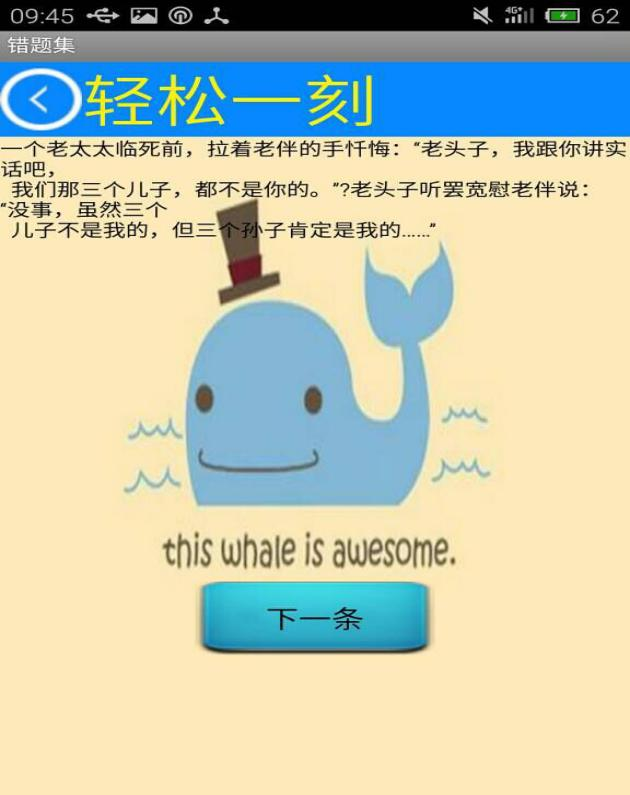 09:45
4G
62
错题集
轻松一刻
一个老太太临死前，拉着老伴的手忏悔：“老头子，我跟你讲实
话吧，
我们那三个儿子，都不是你的。”?老头子听罢宽慰老伴说：
“没事，虽然三个
儿子不是我的，但三个孙子肯定是我的……”
this whale is awesome.
下一条